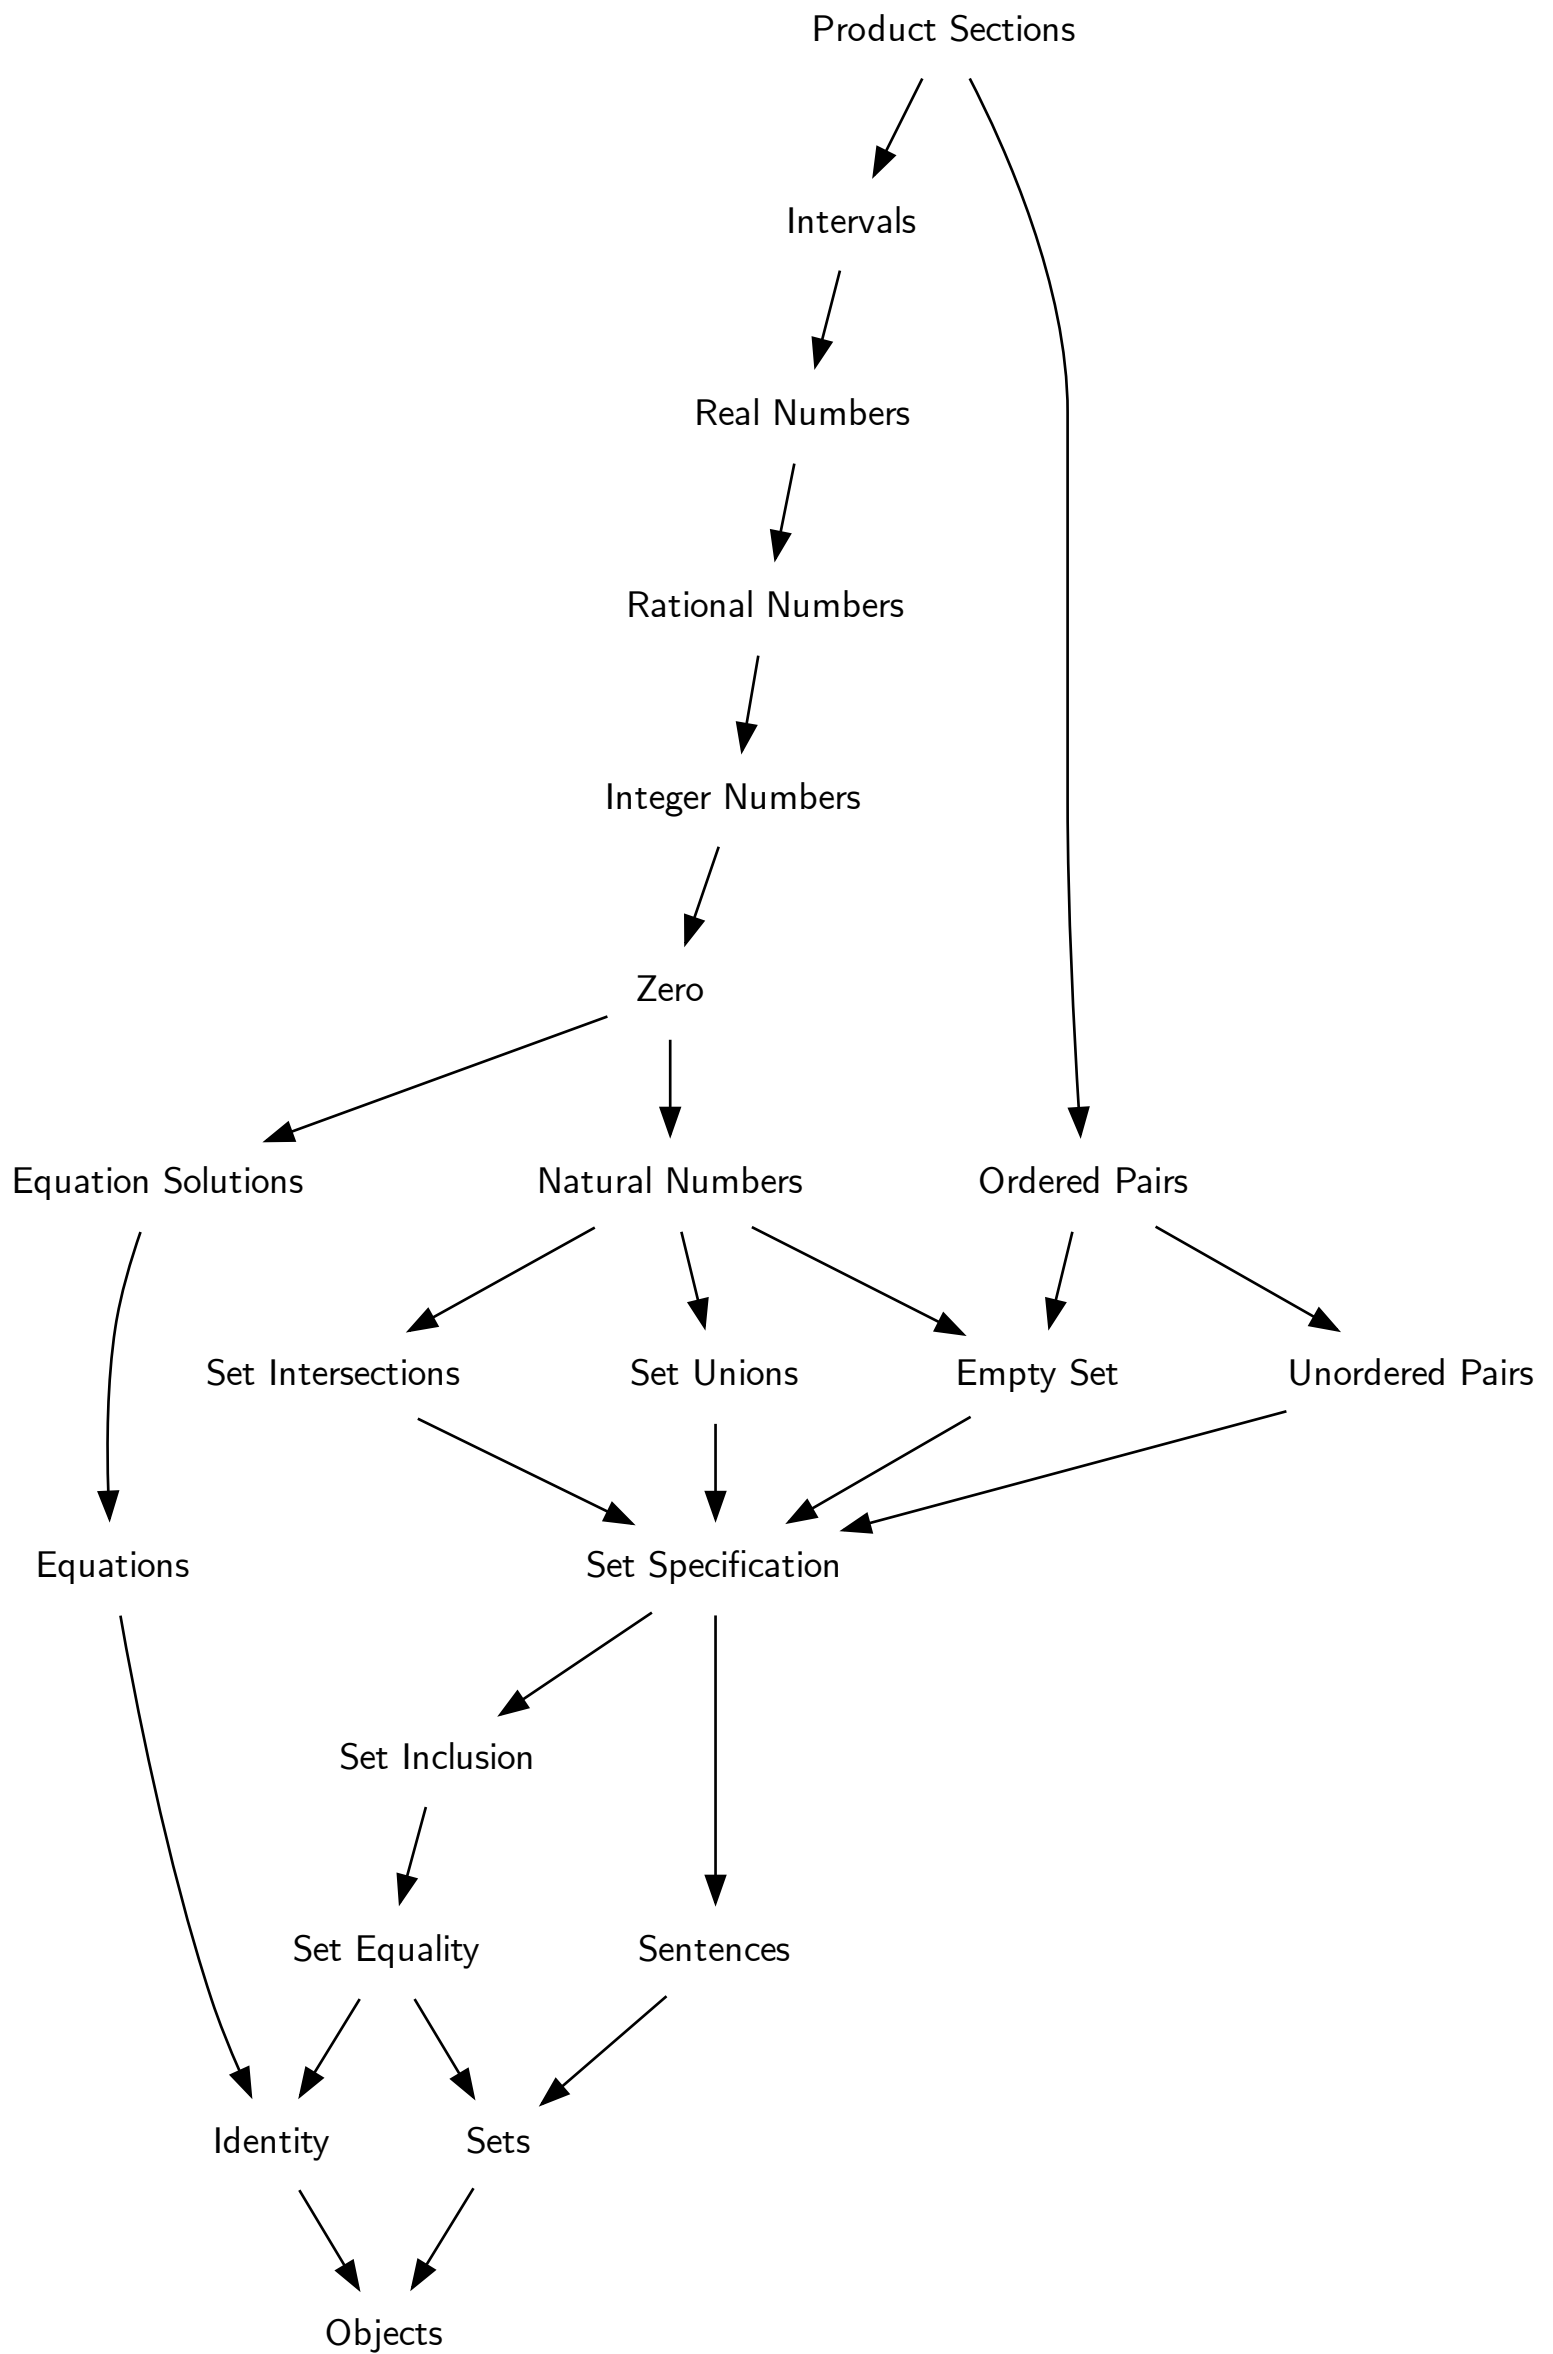 Product Sections
Intervals
Real Numbers
Rational Numbers
Integer Numbers
Zero
Equation Solutions
Natural Numbers
Ordered Pairs
Set Intersections
Set Unions
Empty Set
Unordered Pairs
Equations
Set Specification
Set Inclusion
Set Equality
Sentences
Identity
Sets
Objects